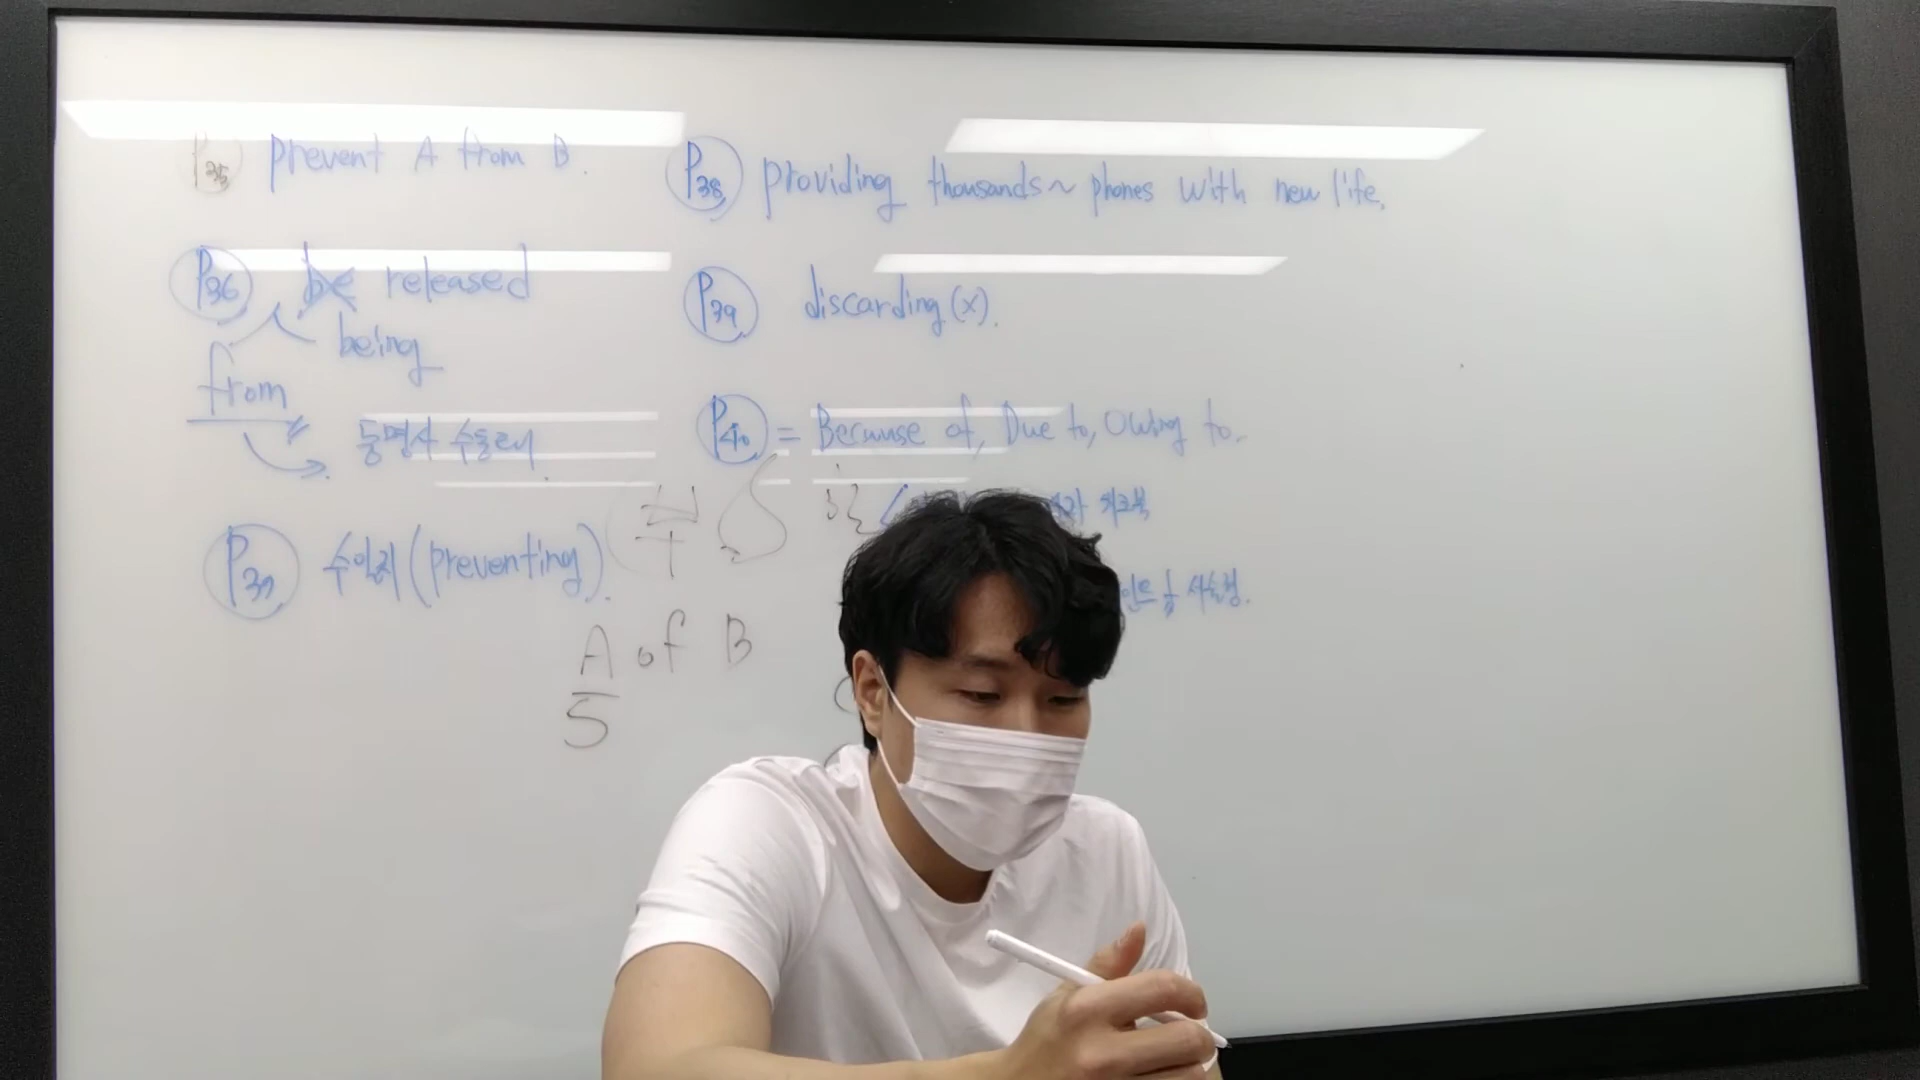 P35 prevent A from B.
P36 be released
being
from
동명사 수동태
P37 수일치 (preventing).
A of B
S
P38 providing thousands~ phones with new life.
P39 discarding (x).
P40 = Because of, Due to, Owing to.